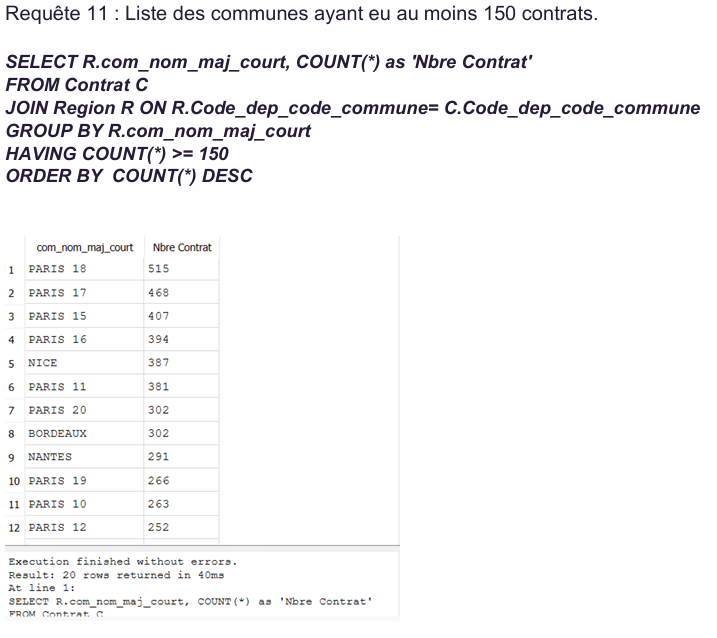 Requête 11 : Liste des communes ayant eu au moins 150 contrats.
SELECT R.com_nom_maj_court, COUNT(*) as 'Nbre Contrat'
FROM Contrat C
JOIN Region R ON R.Code_dep_code_commune= C.Code_dep_code_commune
GROUP BY R.com_nom_maj_court
HAVING COUNT(*) >= 150
ORDER BY  COUNT(*) DESC
com_nom_maj_court Nbre Contrat
1 PARIS 18 515
2 PARIS 17 468
3 PARIS 15 407
4 PARIS 16 394
5 NICE 387
6 PARIS 11 381
7 PARIS 20 302
8 BORDEAUX 302
9 NANTES 291
10 PARIS 19 266
11 PARIS 10 263
12 PARIS 12 252
Execution finished without errors.
Result: 20 rows returned in 40ms
At line 1:
SELECT R.com_nom_maj_court, COUNT(*) as 'Nbre Contrat'
FROM Contrat C